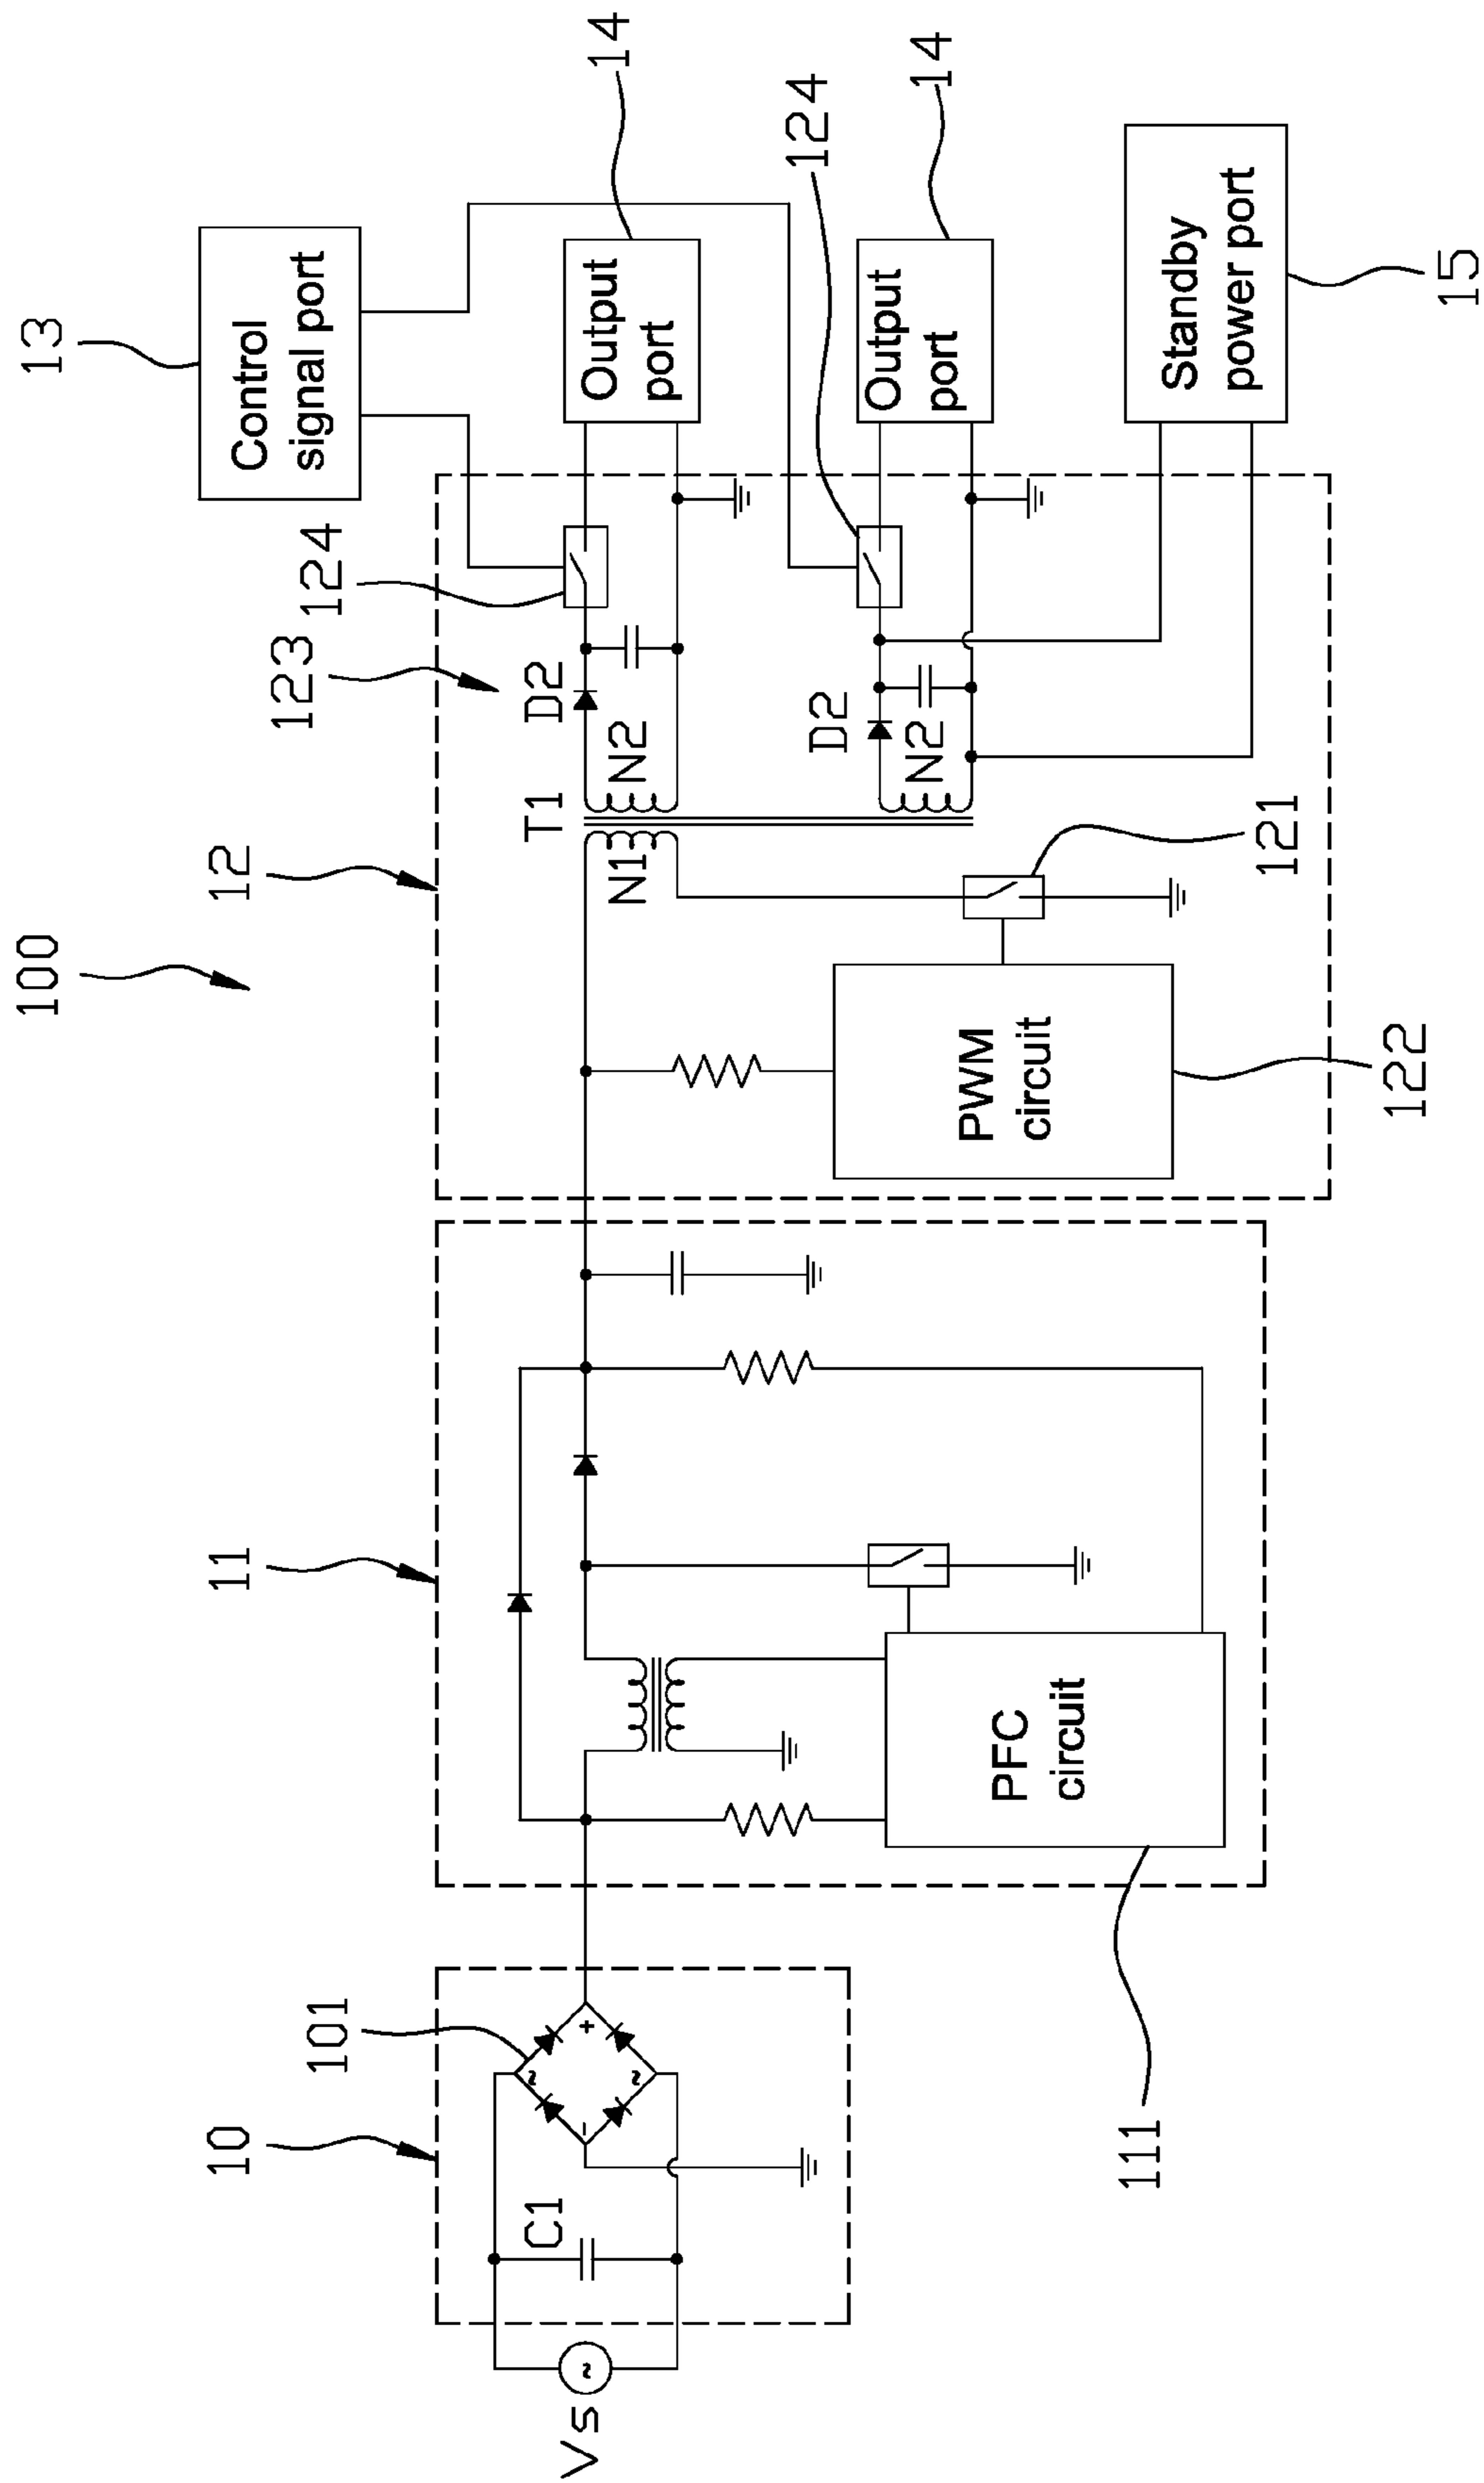 100
13
Control
signal port
14
Output
port
124
123
D2
N2
T1
N1
12
124
14
Output
port
D2
N2
121
Standby
power port
15
PWM
circuit
122
11
PFC
circuit
111
10
101
~
+
~
−
C1
~
Vs